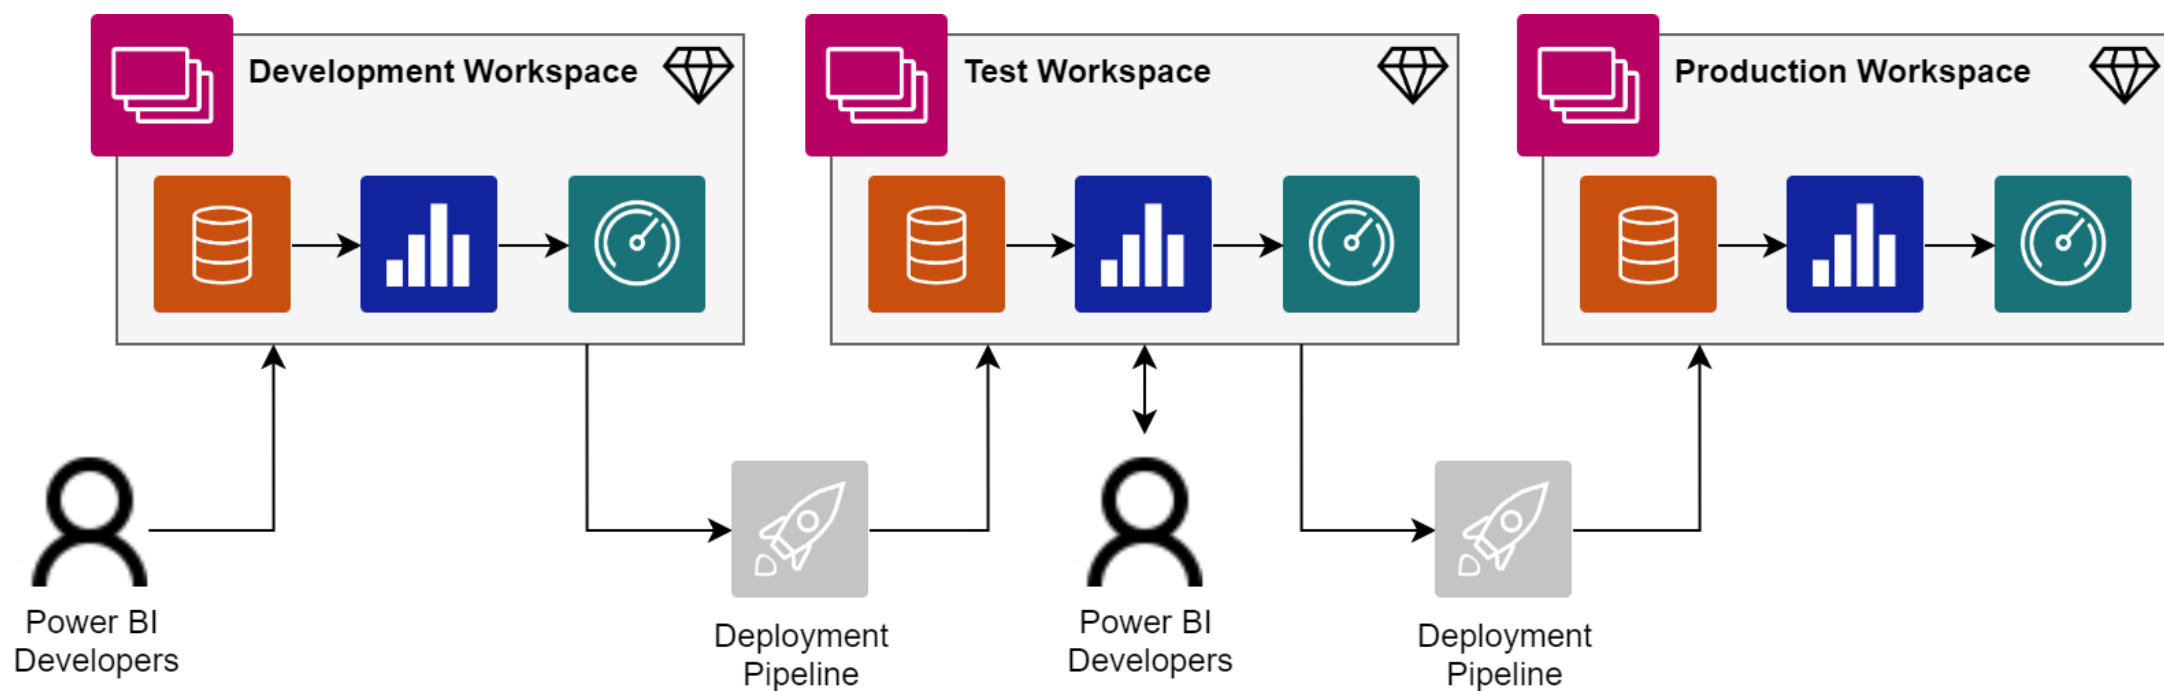 Development Workspace
Test Workspace
Production Workspace
Power BI
Developers
Deployment
Pipeline
Power BI
Developers
Deployment
Pipeline